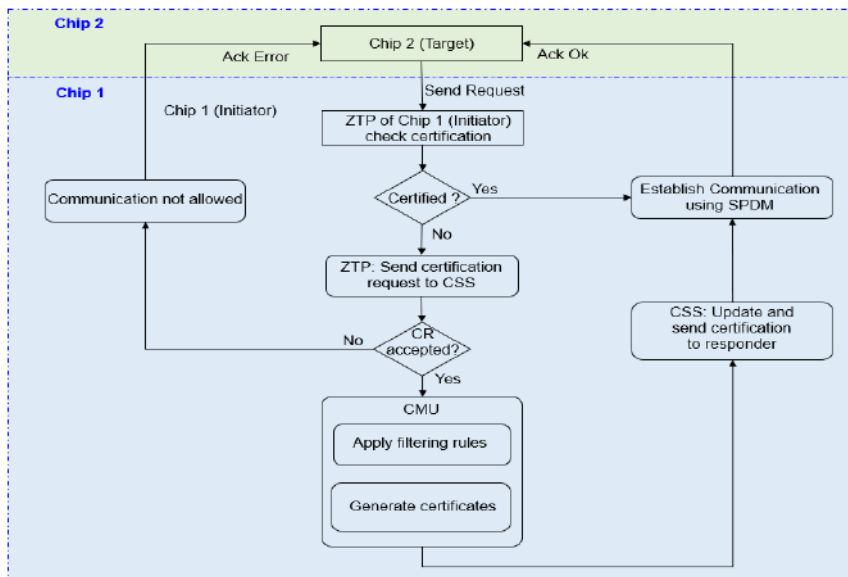 Chip 2
Chip 2 (Target)
Ack Error
Ack Ok
Send Request
Chip 1
Chip 1 (Initiator)
ZTP of Chip 1 (Initiator)
check certification
Communication not allowed
Certified ?
Yes
Establish Communication
using SPDM
No
ZTP: Send certification
request to CSS
CSS: Update and
send certification
to responder
No
CR
accepted?
Yes
CMU
Apply filtering rules
Generate certificates